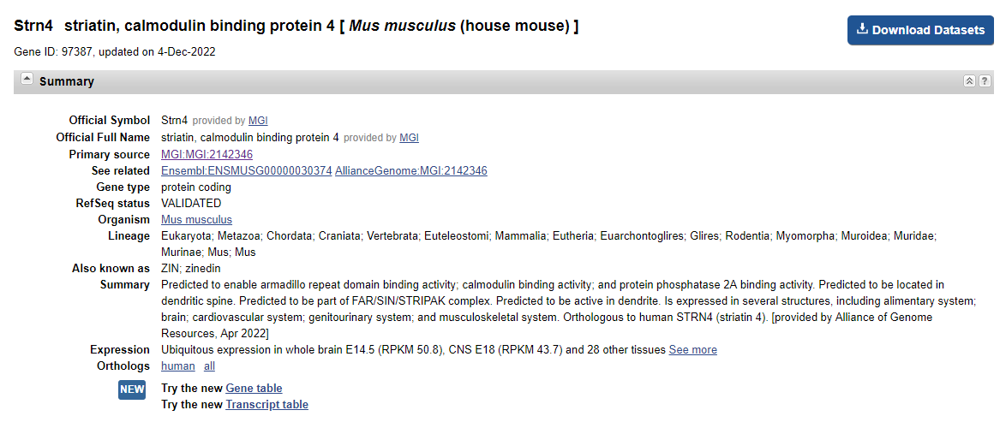 Strn4 striatin, calmodulin binding protein 4 [ Mus musculus (house mouse) ]
Download Datasets
Gene ID: 97387, updated on 4-Dec-2022
Summary
?
Official Symbol Strn4 provided by MGI
Official Full Name striatin, calmodulin binding protein 4 provided by MGI
Primary source MGI:MGI:2142346
See related Ensembl:ENSMUSG00000030374 AllianceGenome:MGI:2142346
Gene type protein coding
RefSeq status VALIDATED
Organism Mus musculus
Lineage Eukaryota; Metazoa; Chordata; Craniata; Vertebrata; Euteleostomi; Mammalia; Eutheria; Euarchontoglires; Glires; Rodentia; Myomorpha; Muroidea; Muridae;
Murinae; Mus; Mus
Also known as ZIN; zinedin
Summary Predicted to enable armadillo repeat domain binding activity; calmodulin binding activity; and protein phosphatase 2A binding activity. Predicted to be located in
dendritic spine. Predicted to be part of FAR/SIN/STRIPAK complex. Predicted to be active in dendrite. Is expressed in several structures, including alimentary system;
brain; cardiovascular system; genitourinary system; and musculoskeletal system. Orthologous to human STRN4 (striatin 4). [provided by Alliance of Genome
Resources, Apr 2022]
Expression Ubiquitous expression in whole brain E14.5 (RPKM 50.8), CNS E18 (RPKM 43.7) and 28 other tissues See more
Orthologs human all
NEW Try the new Gene table
Try the new Transcript table